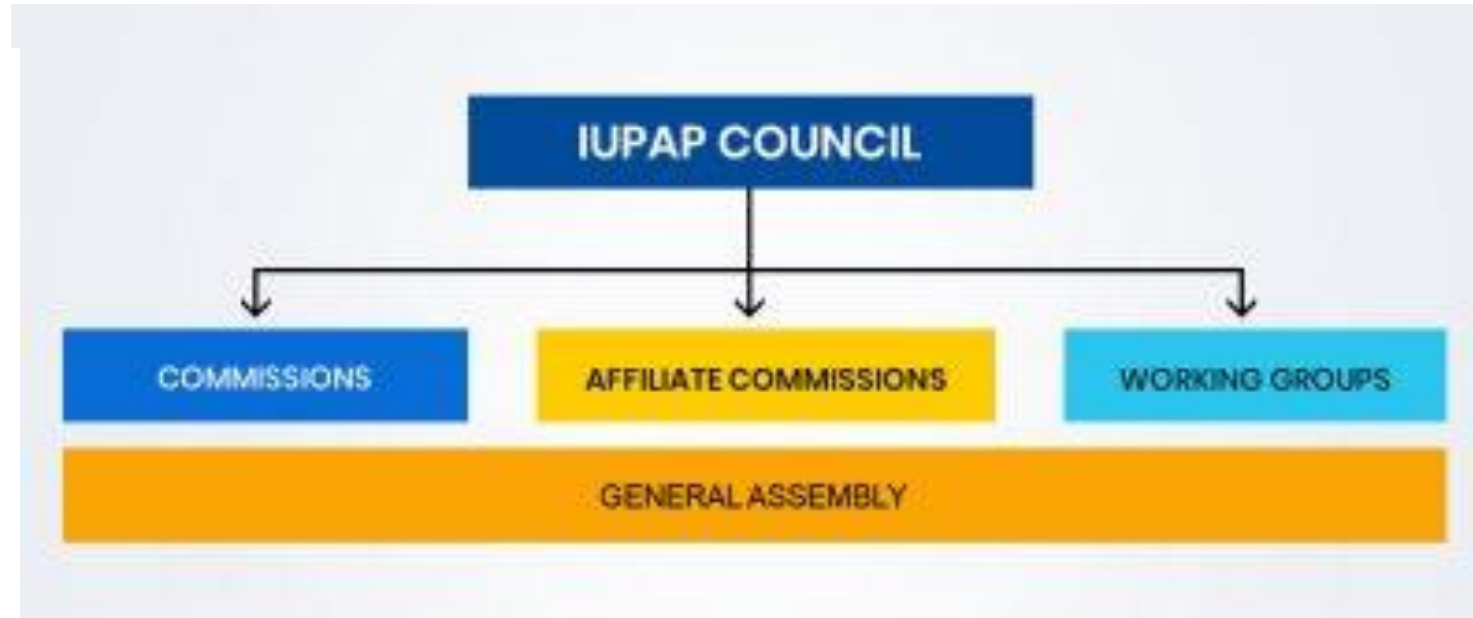 IUPAP COUNCIL
COMMISSIONS
AFFILIATE COMMISSIONS
WORKING GROUPS
GENERAL ASSEMBLY